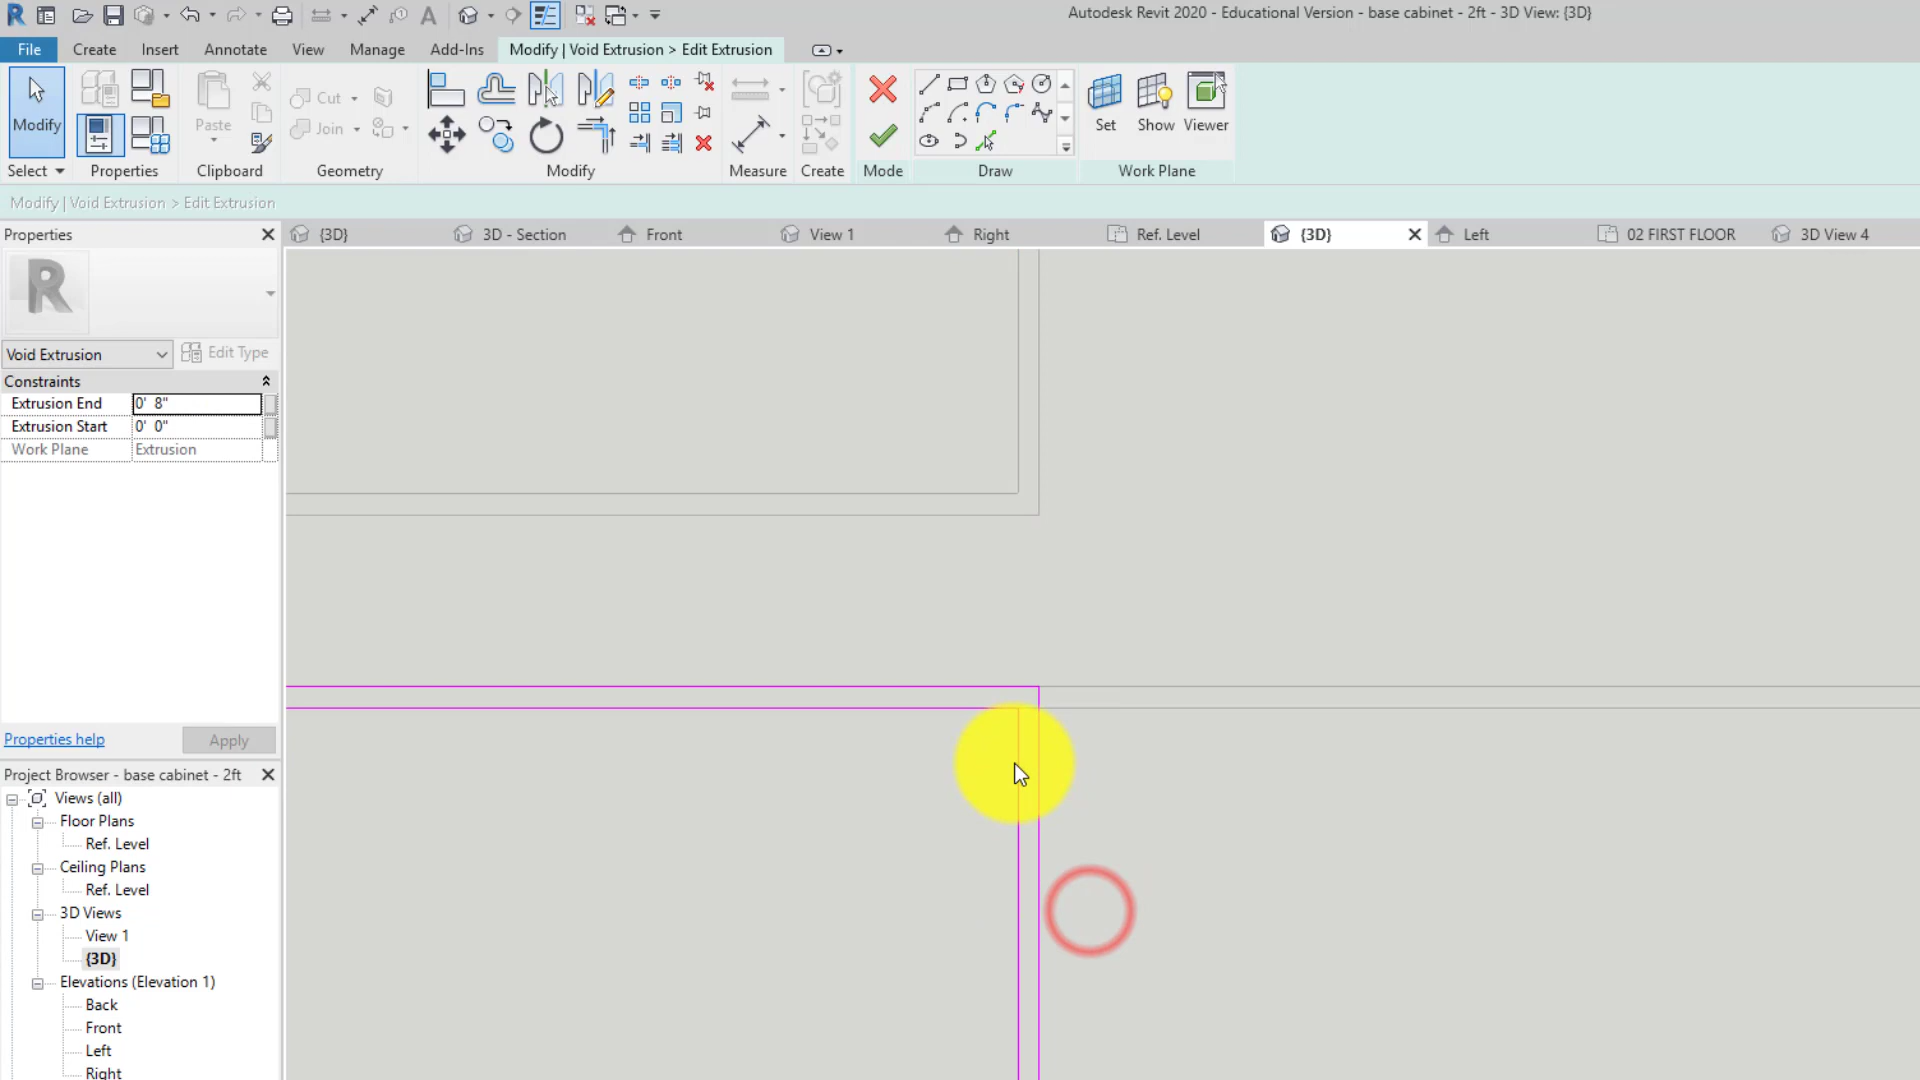 Autodesk Revit 2020 - Educational Version - base cabinet - 2ft - 3D View: {3D}
File Create Insert Annotate View Manage Add-Ins Modify | Void Extrusion > Edit Extrusion
Modify Paste Cut Join Set Show Viewer
Select Properties Clipboard Geometry Modify Measure Create Mode Draw Work Plane
Modify | Void Extrusion > Edit Extrusion
Properties
{3D} 3D - Section Front View 1 Right Ref. Level {3D} Left 02 FIRST FLOOR 3D View 4
Void Extrusion Edit Type
Constraints
Extrusion End 0' 8"
Extrusion Start 0' 0"
Work Plane Extrusion
Properties help Apply
Project Browser - base cabinet - 2ft
Views (all)
Floor Plans
Ref. Level
Ceiling Plans
Ref. Level
3D Views
View 1
{3D}
Elevations (Elevation 1)
Back
Front
Left
Right